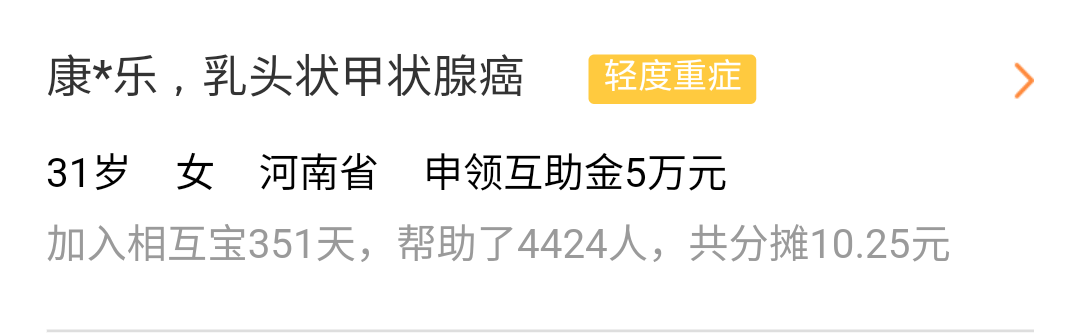 康*乐，乳头状甲状腺癌 轻度重症
31岁 女 河南省 申领互助金5万元
加入相互宝351天，帮助了4424人，共分摊10.25元